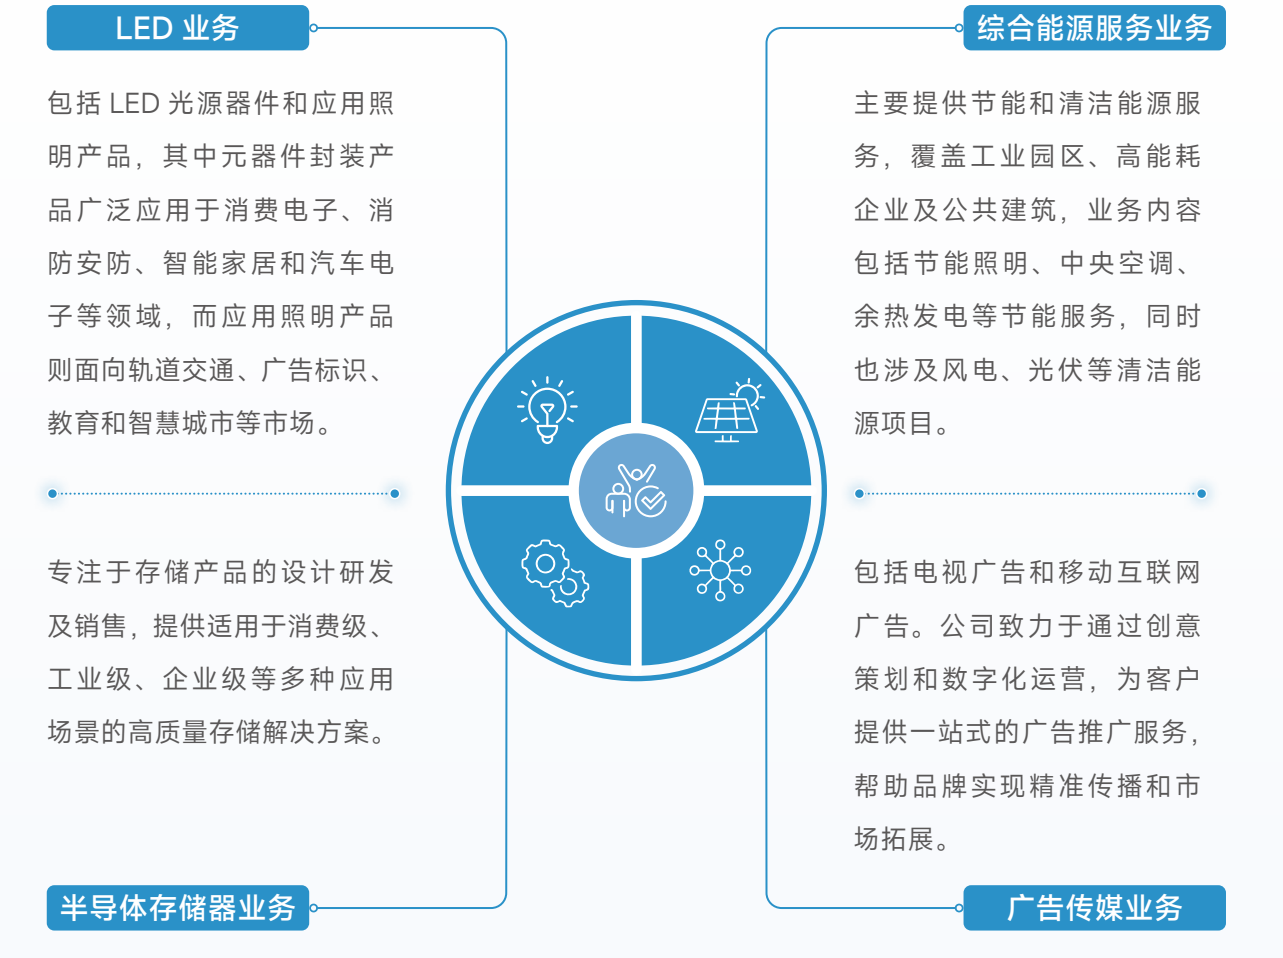 LED 业务
包括 LED 光源器件和应用照
明产品，其中元器件封装产
品广泛应用于消费电子、消
防安防、智能家居和汽车电
子等领域，而应用照明产品
则面向轨道交通、广告标识、
教育和智慧城市等市场。
综合能源服务业务
主要提供节能和清洁能源服
务，覆盖工业园区、高能耗
企业及公共建筑，业务内容
包括节能照明、中央空调、
余热发电等节能服务，同时
也涉及风电、光伏等清洁能
源项目。
专注于存储产品的设计研发
及销售，提供适用于消费级、
工业级、企业级等多种应用
场景的高质量存储解决方案。
半导体存储器业务
包括电视广告和移动互联网
广告。公司致力于通过创意
策划和数字化运营，为客户
提供一站式的广告推广服务，
帮助品牌实现精准传播和市
场拓展。
广告传媒业务